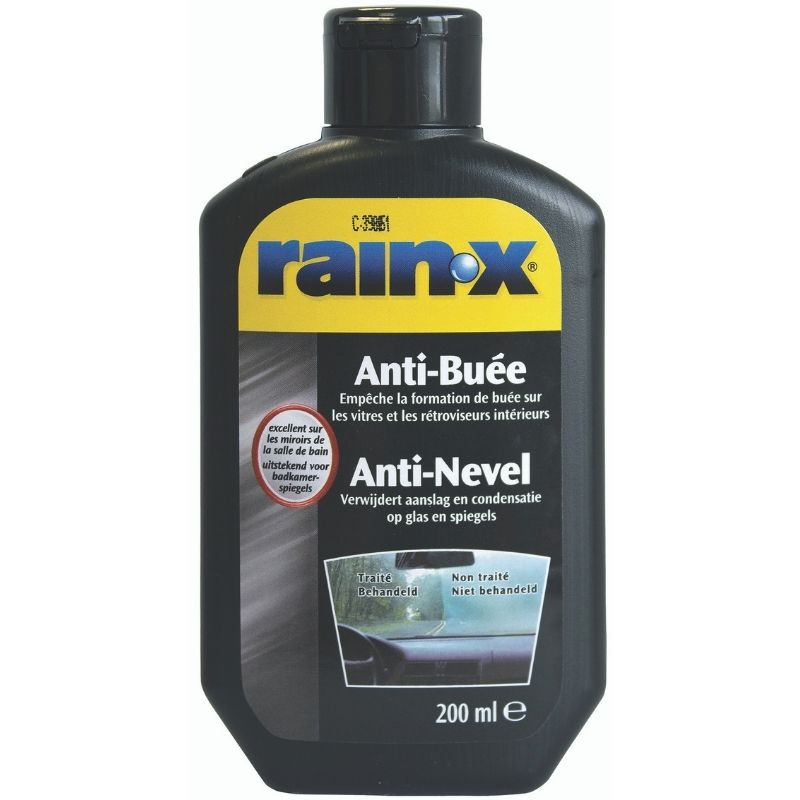 rain·x®
Anti-Buée
Empêche la formation de buée sur
les vitres et les rétroviseurs intérieurs
excellent sur
les miroirs de
la salle de bain
uitstekend voor
badkamer-
spiegels
Anti-Nevel
Verwijdert aanslag en condensatie
op glas en spiegels
Traité
Behandeld
Non traité
Niet behandeld
200 ml ℮